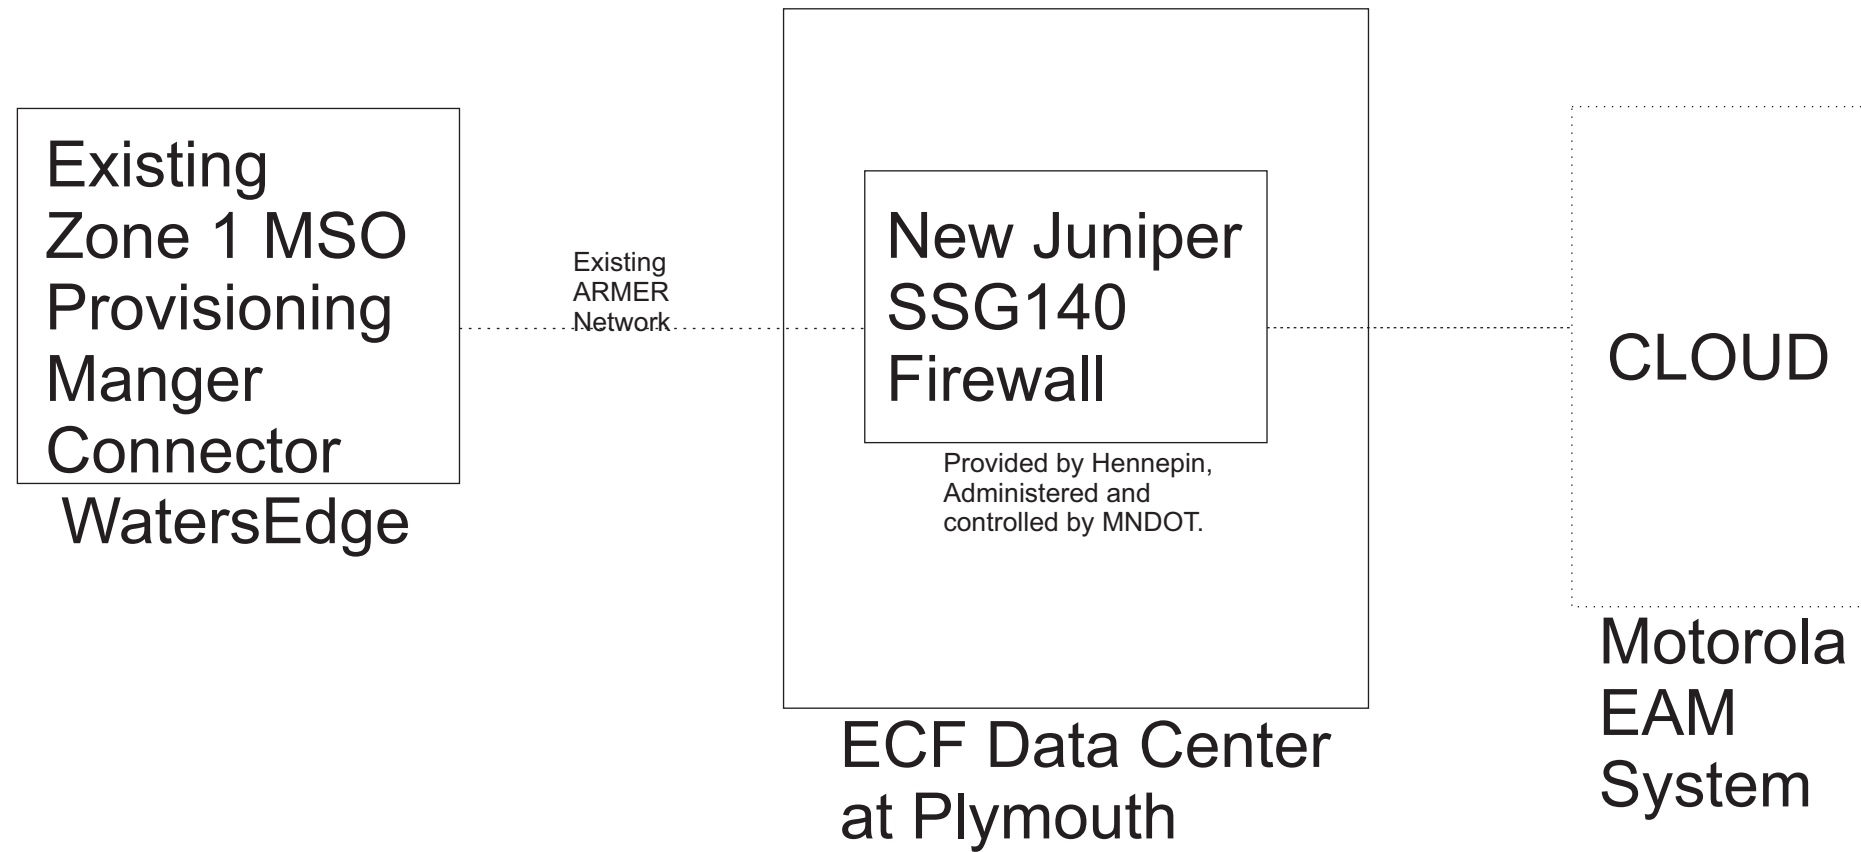 Existing
Zone 1 MSO
Provisioning
Manger
Connector
WatersEdge
Existing
ARMER
Network
New Juniper
SSG140
Firewall
Provided by Hennepin,
Administered and
controlled by MNDOT.
ECF Data Center
at Plymouth
CLOUD
Motorola
EAM
System